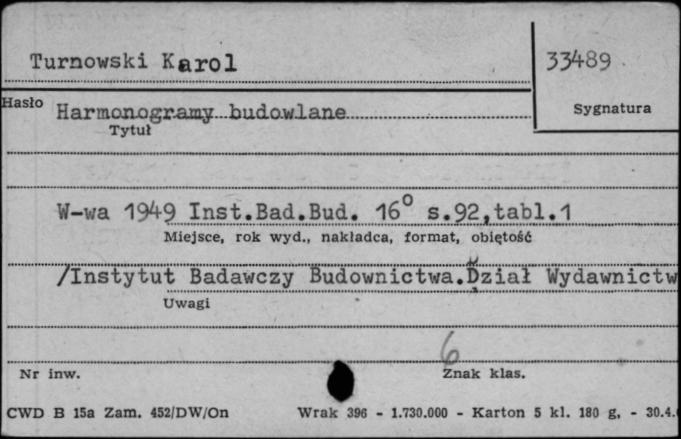 Turnowski Karol
33489
Hasło
Harmonogramy budowlane
Sygnatura
Tytuł
W-wa 1949 Inst.Bad.Bud. 16° s.92,tabl.1
Miejsce, rok wyd., nakładca, format, objętość
/Instytut Badawczy Budownictwa.Dział Wydawnictw
Uwagi
6
Nr inw.
Znak klas.
CWD B 15a Zam. 452/DW/On Wrak 396 - 1.730.000 - Karton 5 kl. 180 g, - 30.4.